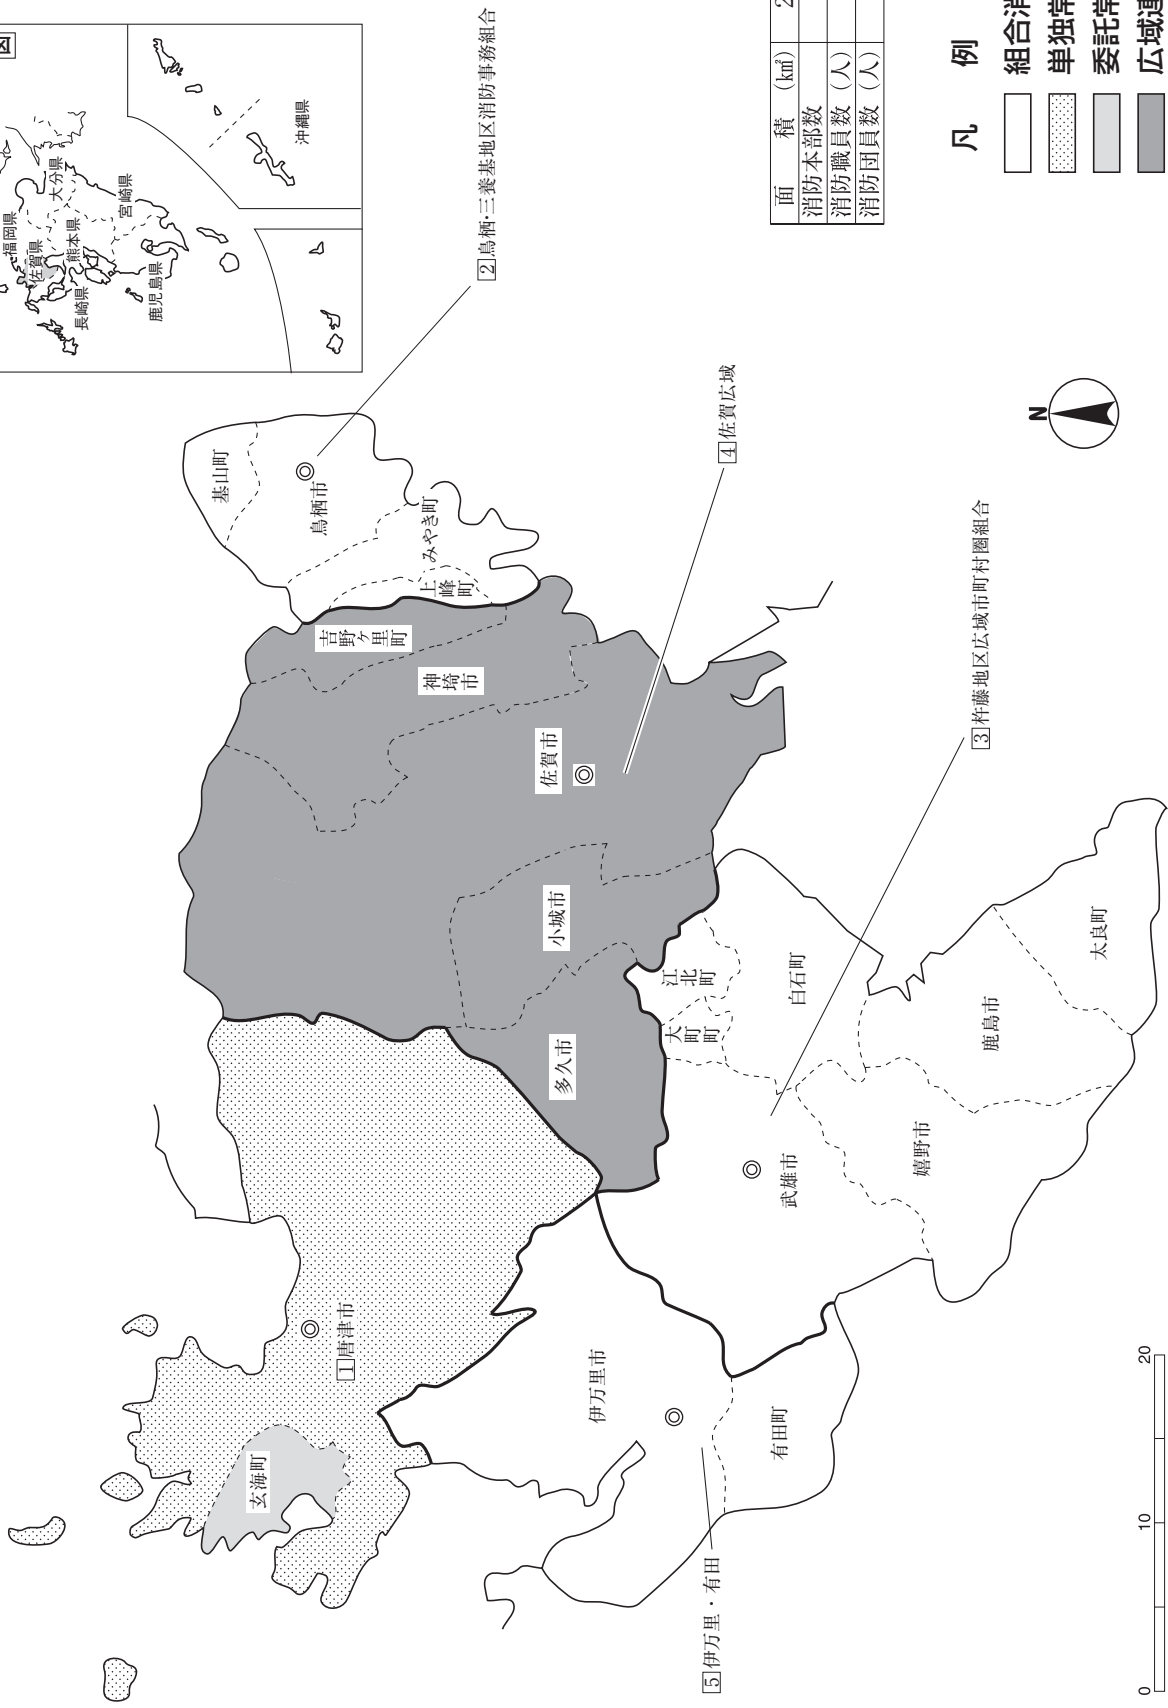 図
福岡県
佐賀県
長崎県
大分県
熊本県
宮崎県
鹿児島県
沖縄県
2 鳥栖・三養基地区消防事務組合
4 佐賀広域
3 杵藤地区広域市町村圏組合
5 伊万里・有田
1 唐津市
玄海町
基山町
鳥栖市
みやき町
上峰町
吉野ヶ里町
神埼市
佐賀市
小城市
多久市
江北町
大町町
白石町
武雄市
嬉野市
鹿島市
太良町
伊万里市
有田町
面 積 (㎢) 2
消防本部数
消防職員数 (人)
消防団員数 (人)
凡 例
組合消
単独常
委託常
広域連
N
0 10 20